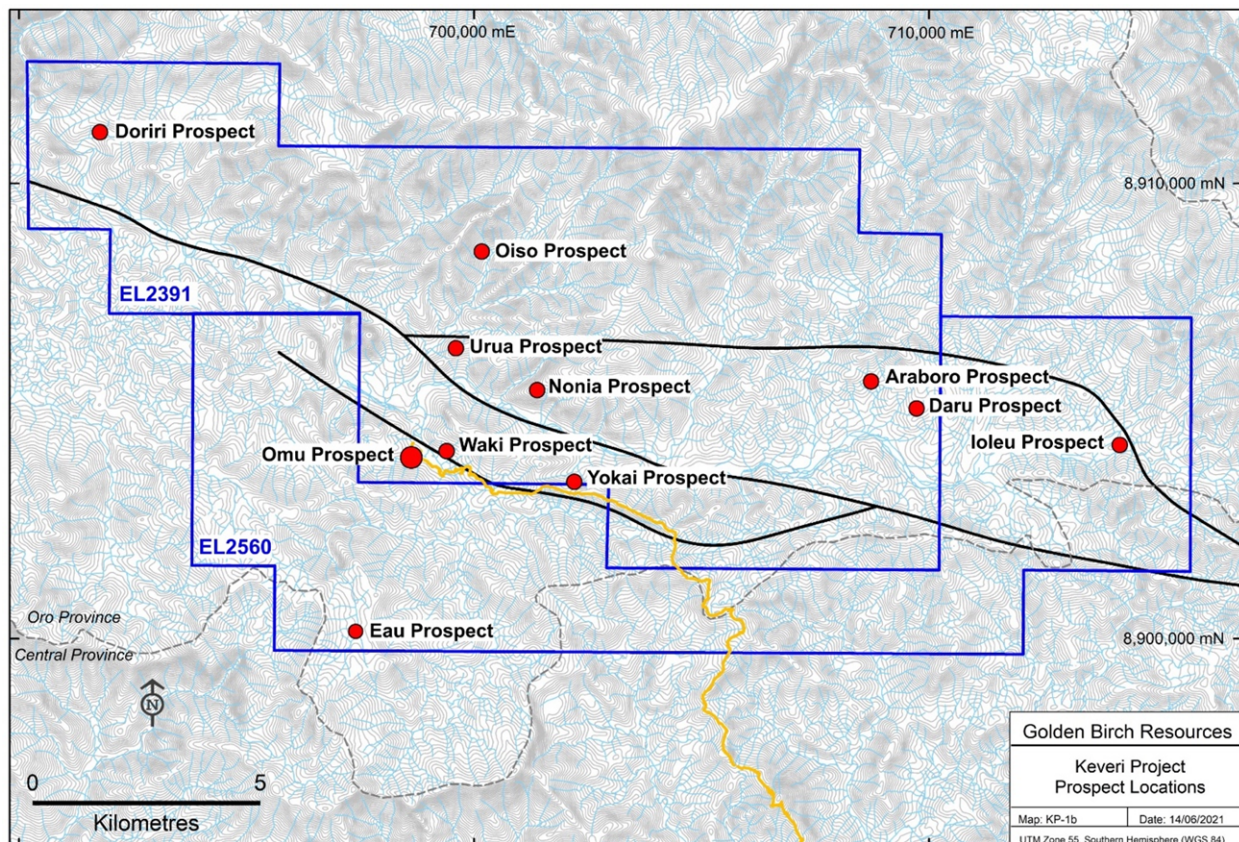 700,000 mE
710,000 mE
Doriri Prospect
8,910,000 mN
Oiso Prospect
EL2391
Urua Prospect
Nonia Prospect
Araboro Prospect
Daru Prospect
Ioleu Prospect
Omu Prospect
Waki Prospect
Yokai Prospect
EL2560
Oro Province
Central Province
Eau Prospect
8,900,000 mN
N
0 5
Kilometres
Golden Birch Resources
Keveri Project
Prospect Locations
Map: KP-1b Date: 14/06/2021
UTM Zone 55, Southern Hemisphere (WGS 84)